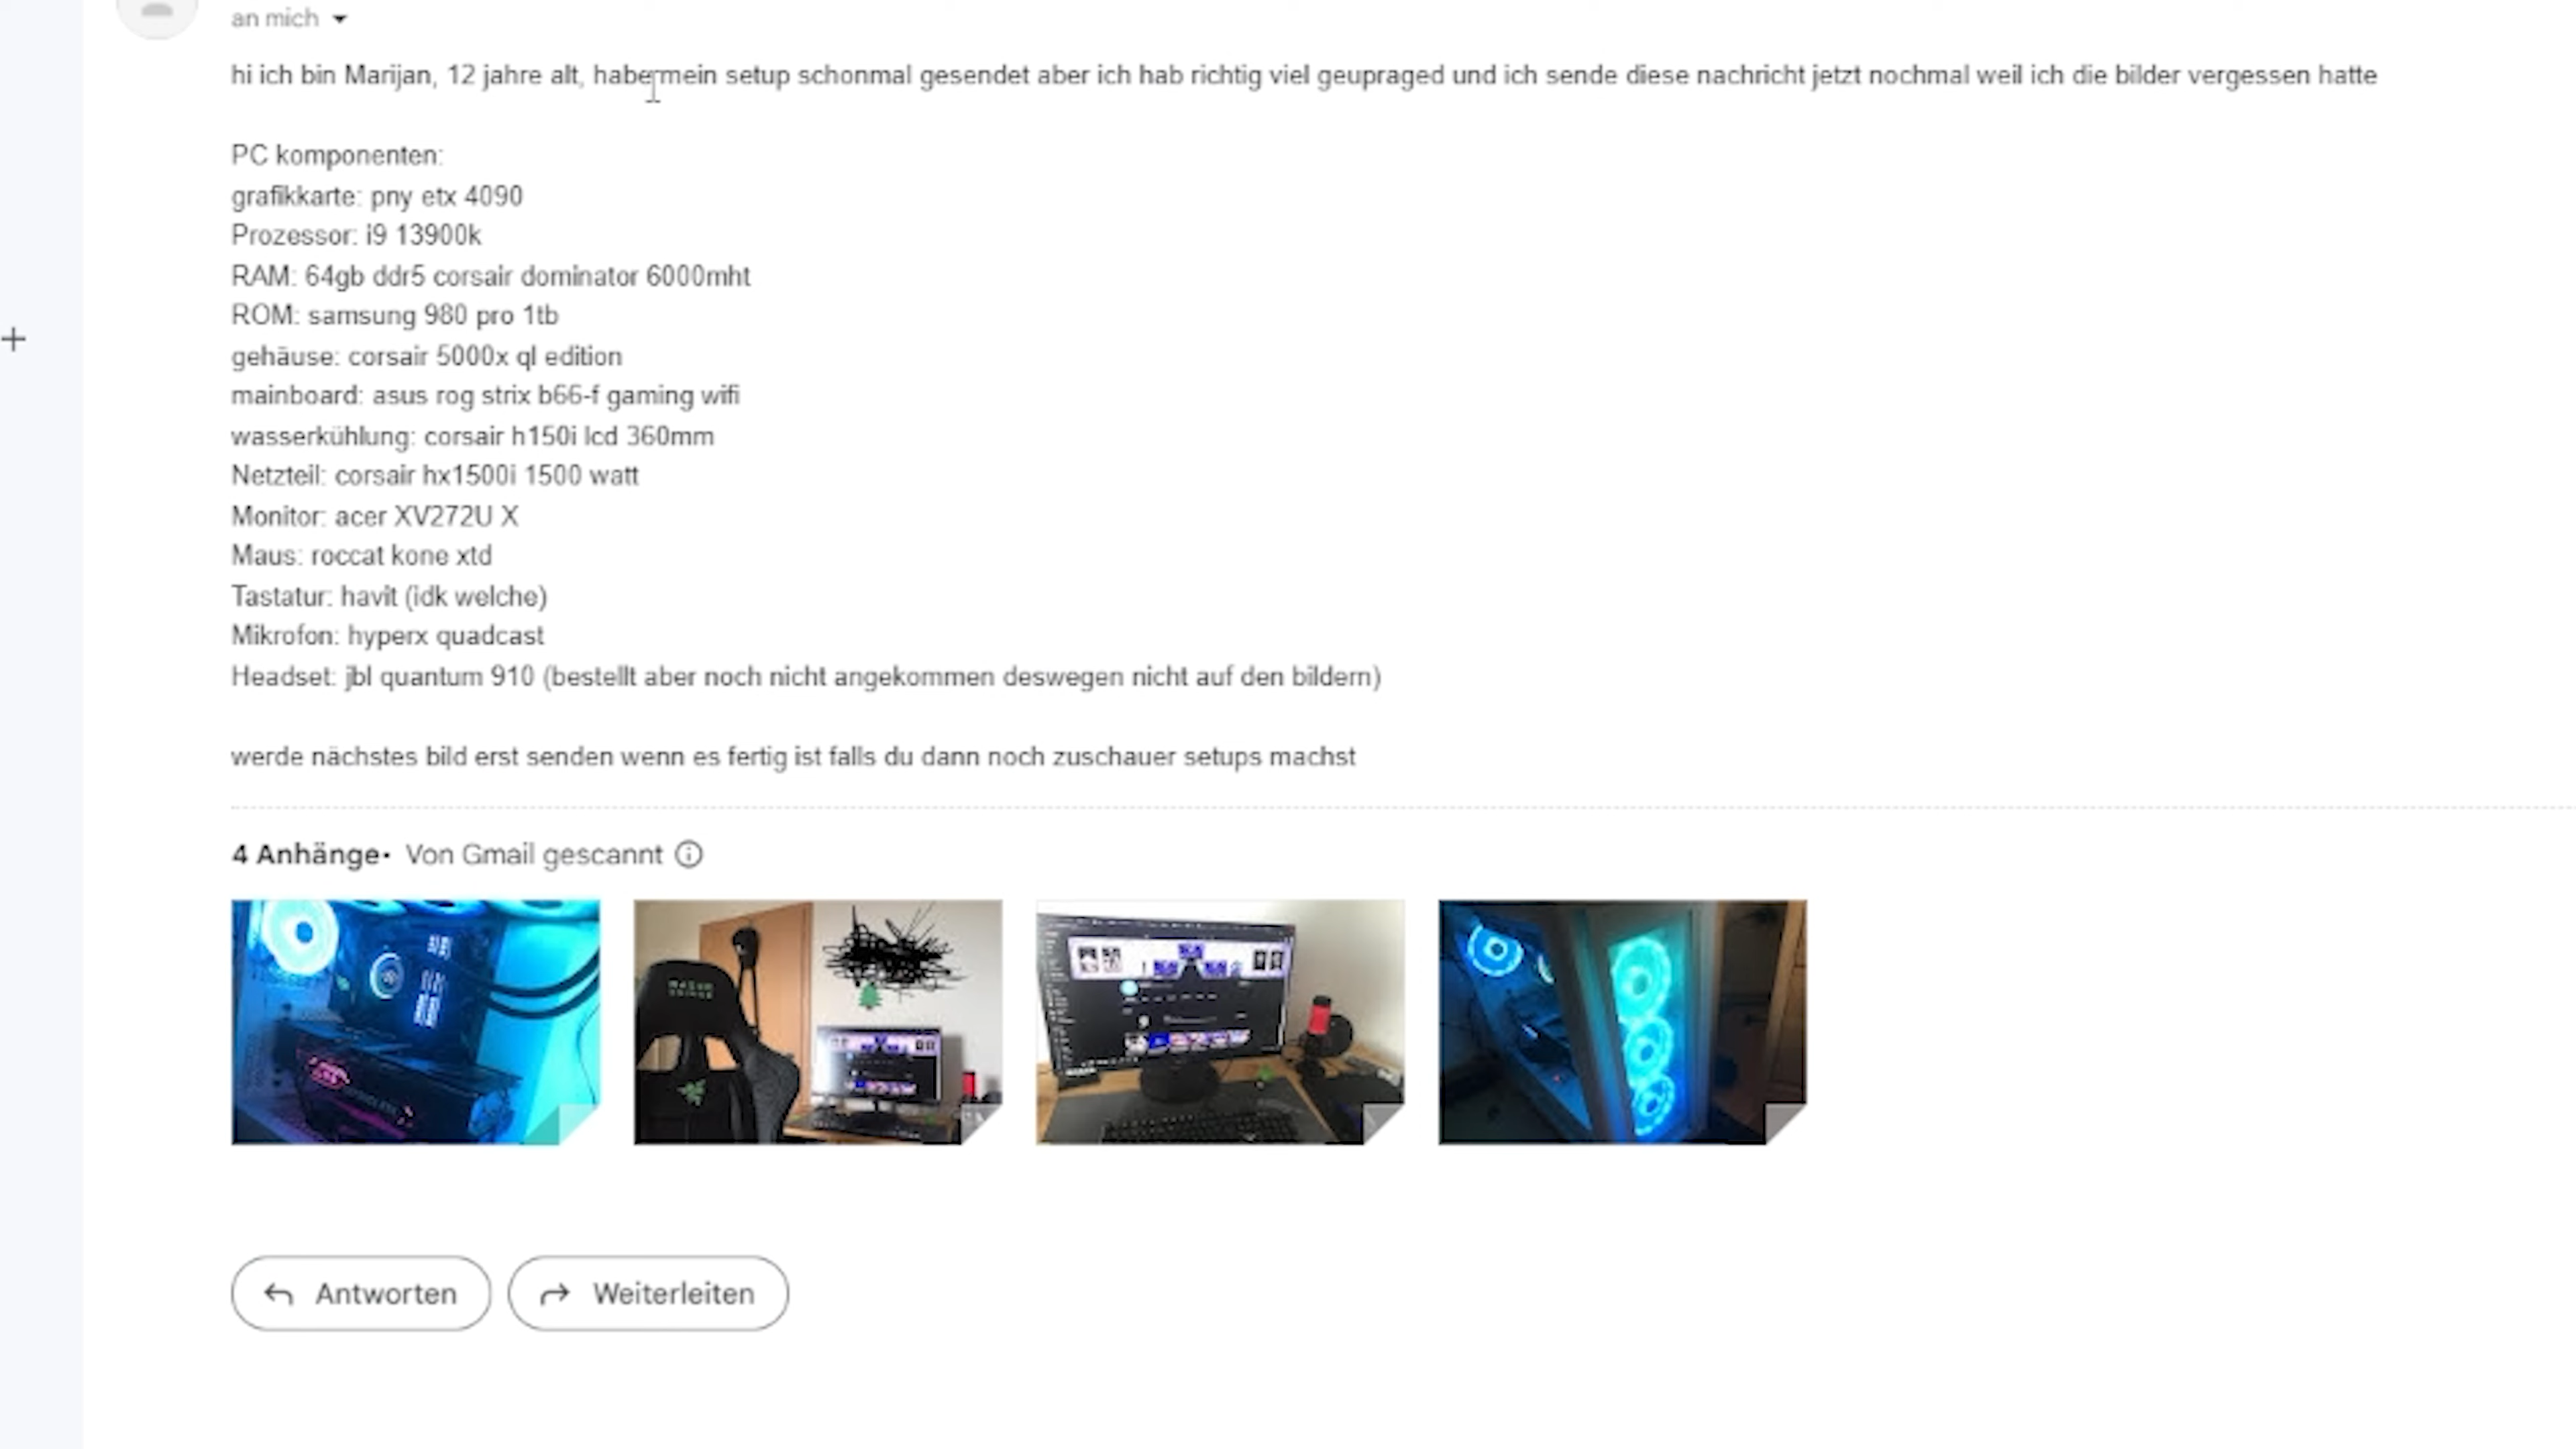 an mich
hi ich bin Marijan, 12 jahre alt, habe mein setup schonmal gesendet aber ich hab richtig viel geupraged und ich sende diese nachricht jetzt nochmal weil ich die bilder vergessen hatte
PC komponenten:
grafikkarte: pny etx 4090
Prozessor: i9 13900k
RAM: 64gb ddr5 corsair dominator 6000mht
ROM: samsung 980 pro 1tb
gehäuse: corsair 5000x ql edition
mainboard: asus rog strix b66-f gaming wifi
wasserkühlung: corsair h150i lcd 360mm
Netzteil: corsair hx1500i 1500 watt
Monitor: acer XV272U X
Maus: roccat kone xtd
Tastatur: havit (idk welche)
Mikrofon: hyperx quadcast
Headset: jbl quantum 910 (bestellt aber noch nicht angekommen deswegen nicht auf den bildern)
werde nächstes bild erst senden wenn es fertig ist falls du dann noch zuschauer setups machst
4 Anhänge• Von Gmail gescannt
Antworten Weiterleiten